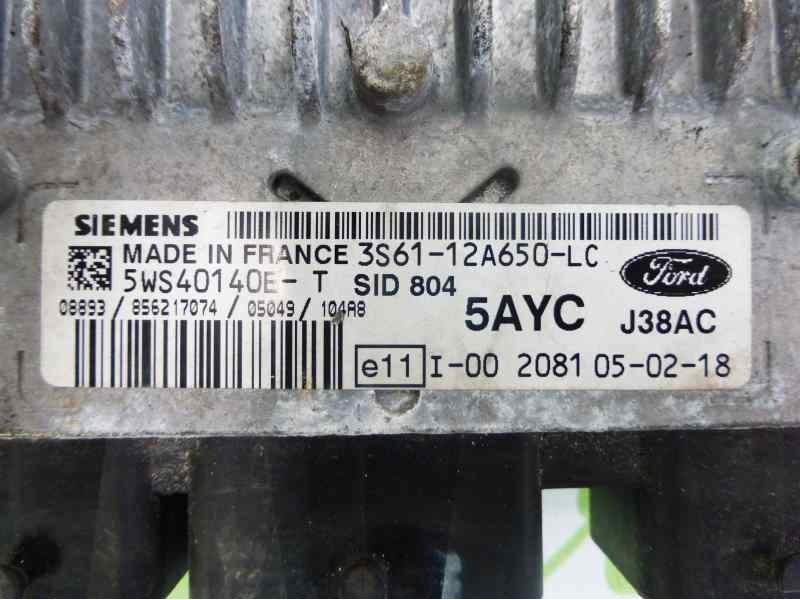 SIEMENS
MADE IN FRANCE 3S61-12A650-LC
5WS40140E- T SID 804
Ford
08893 / 856217074 / 05049 / 104A8
5AYC J38AC
e11 I-00 2081 05-02-18